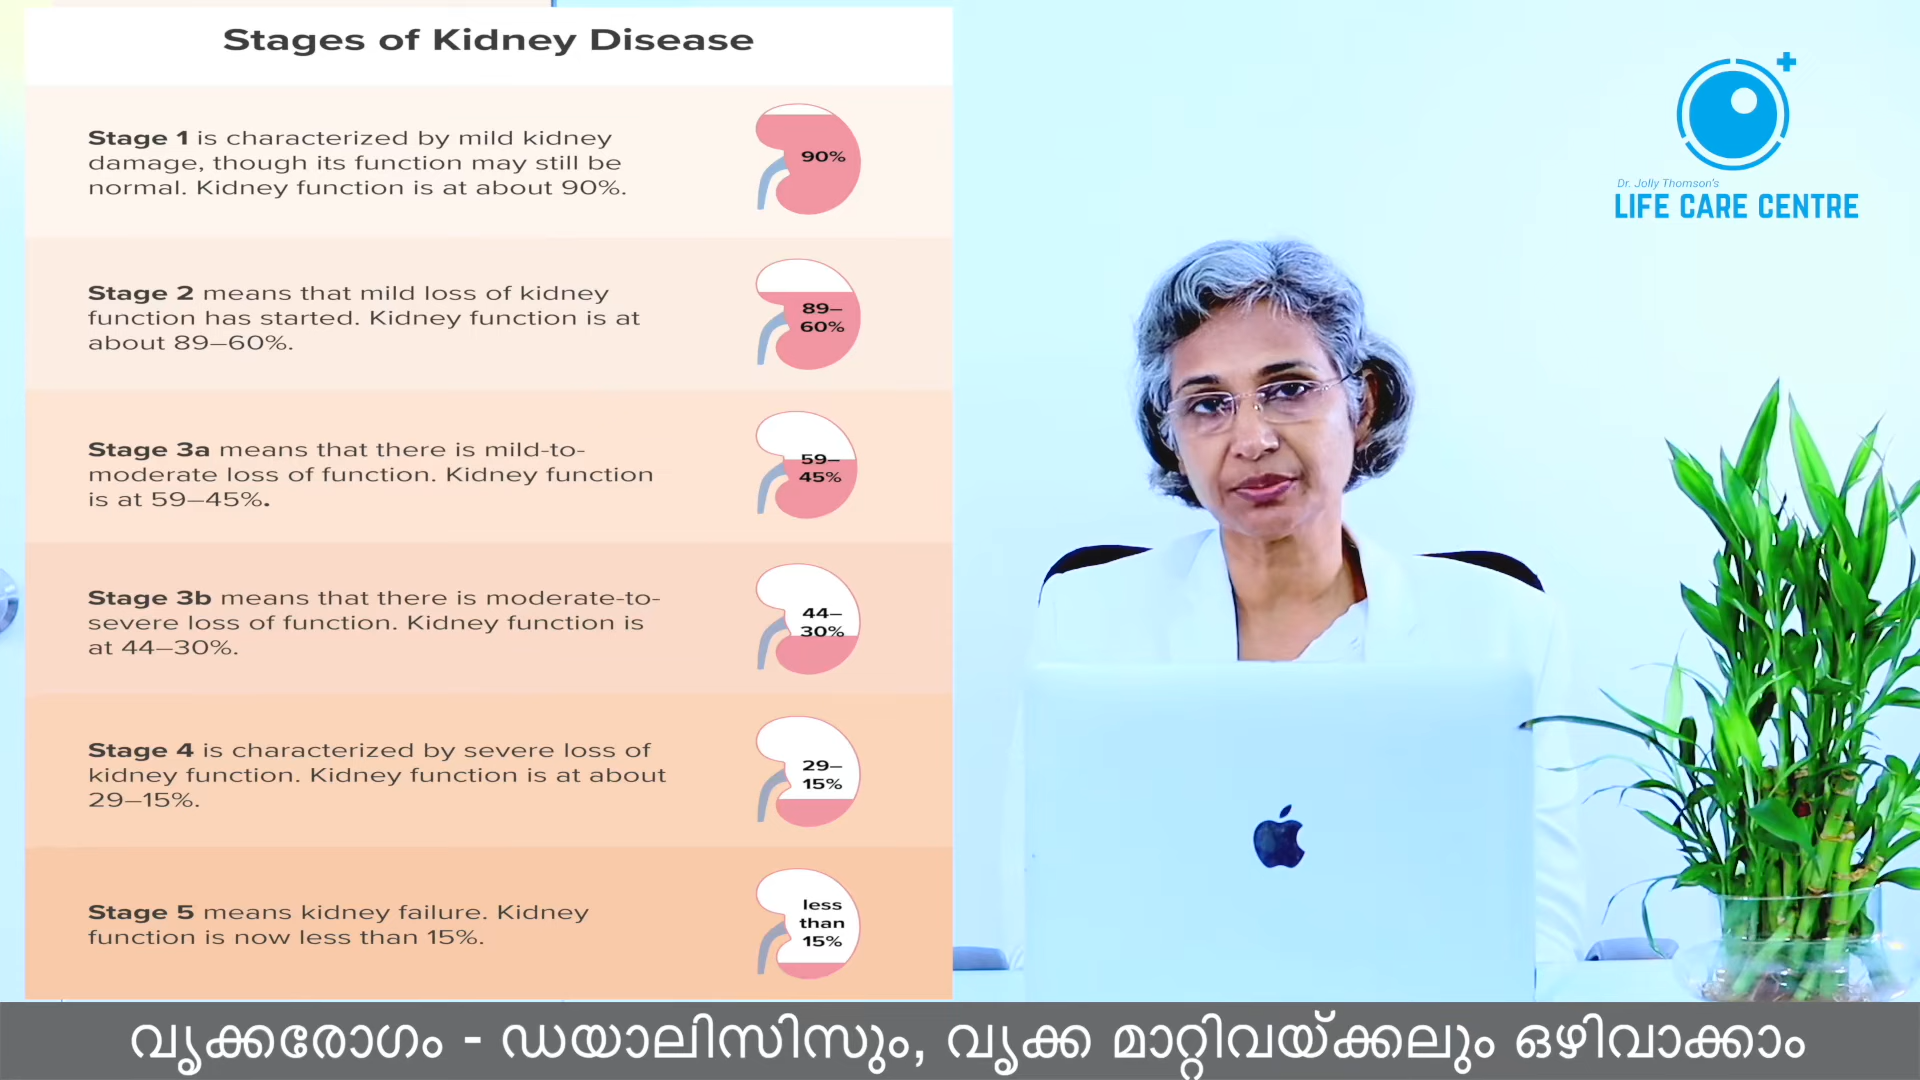 Stages of Kidney Disease
Stage 1 is characterized by mild kidney
damage, though its function may still be
normal. Kidney function is at about 90%.
90%
Stage 2 means that mild loss of kidney
function has started. Kidney function is at
about 89–60%.
89–
60%
Stage 3a means that there is mild-to-
moderate loss of function. Kidney function
is at 59–45%.
59–
45%
Stage 3b means that there is moderate-to-
severe loss of function. Kidney function is
at 44–30%.
44–
30%
Stage 4 is characterized by severe loss of
kidney function. Kidney function is at about
29–15%.
29–
15%
Stage 5 means kidney failure. Kidney
function is now less than 15%.
less
than
15%
Dr. Jolly Thomson's
LIFE CARE CENTRE
വൃക്കരോഗം - ഡയാലിസിസും, വൃക്ക മാറ്റിവയ്ക്കലും ഒഴിവാക്കാം